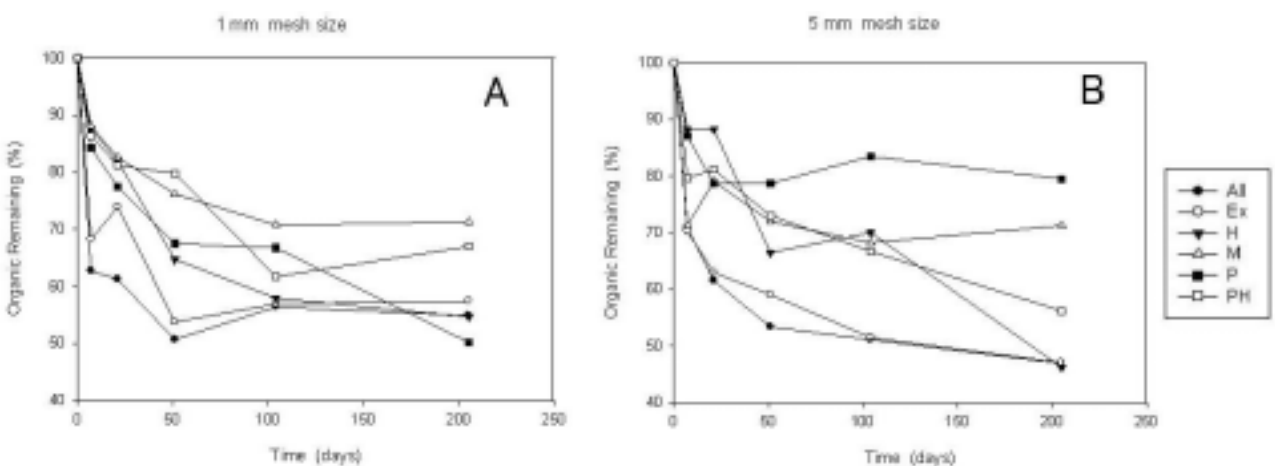 1 mm mesh size
5 mm mesh size
A
B
Organic Remaining (%)
100
90
80
70
60
50
40
0
50
100
150
200
250
Time (days)
Organic Remaining (%)
100
90
80
70
60
50
40
0
50
100
150
200
250
Time (days)
All
Ex
H
M
P
PH